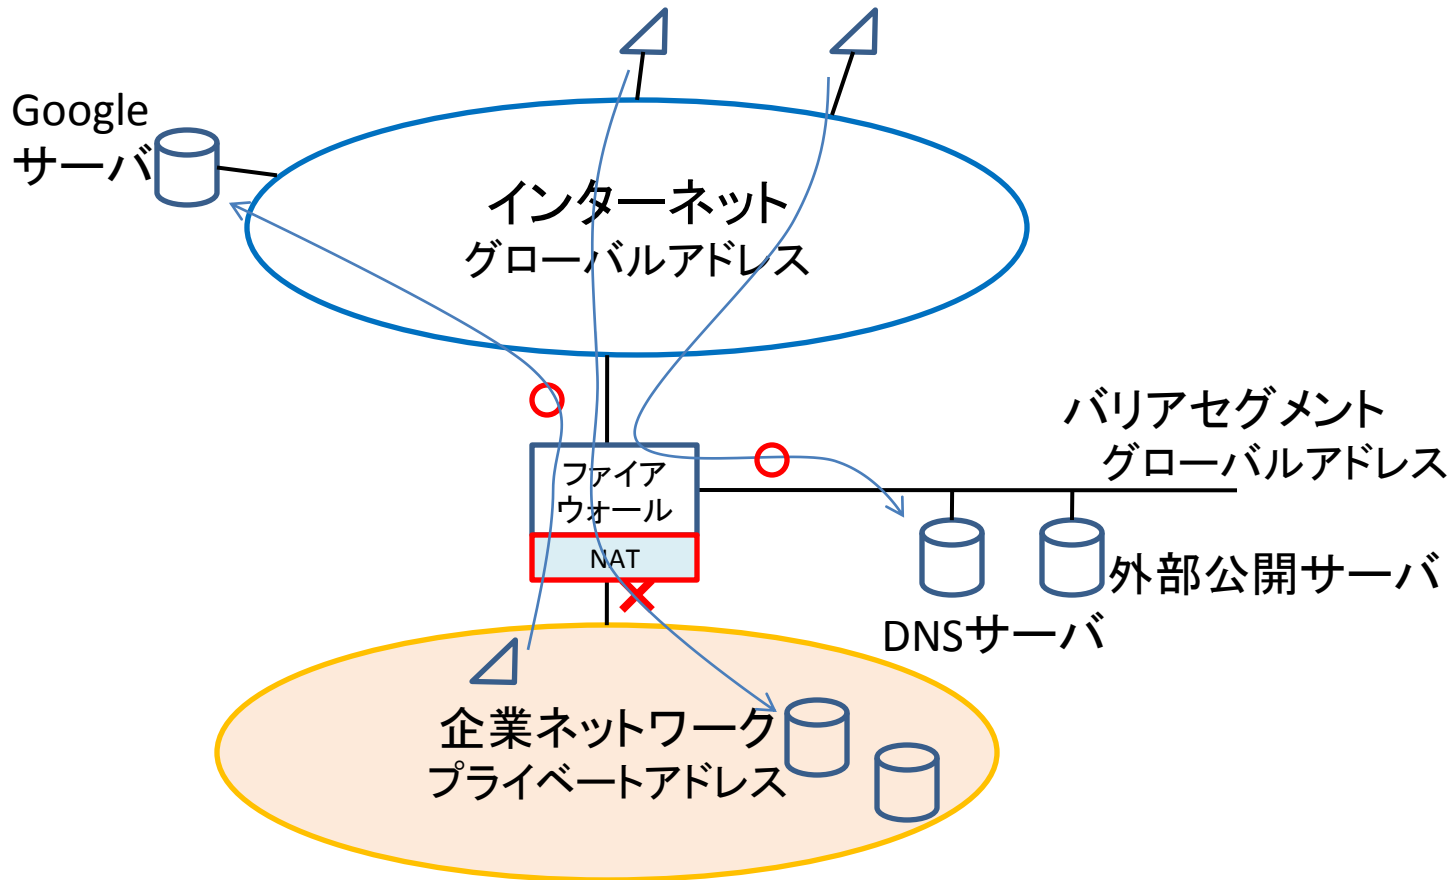 Google
サーバ
インターネット
グローバルアドレス
バリアセグメント
グローバルアドレス
ファイア
ウォール
NAT
外部公開サーバ
DNSサーバ
企業ネットワーク
プライベートアドレス